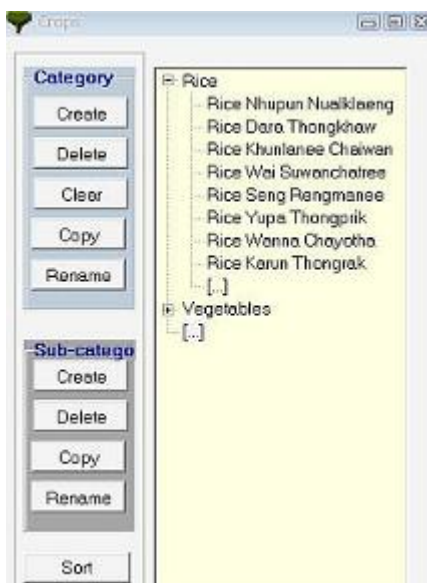 Crops
Category
Create
Delete
Clear
Copy
Rename
Sub-catego
Create
Delete
Copy
Rename
Sort
Rice
Rice Nhupun Nualklaeng
Rice Dara Thongkhaw
Rice Khunlanee Chaiwan
Rice Wai Suwanchatree
Rice Seng Rengmanee
Rice Yupa Thongprik
Rice Wanna Chayotha
Rice Karun Thongrak
[...]
Vegetables
[...]